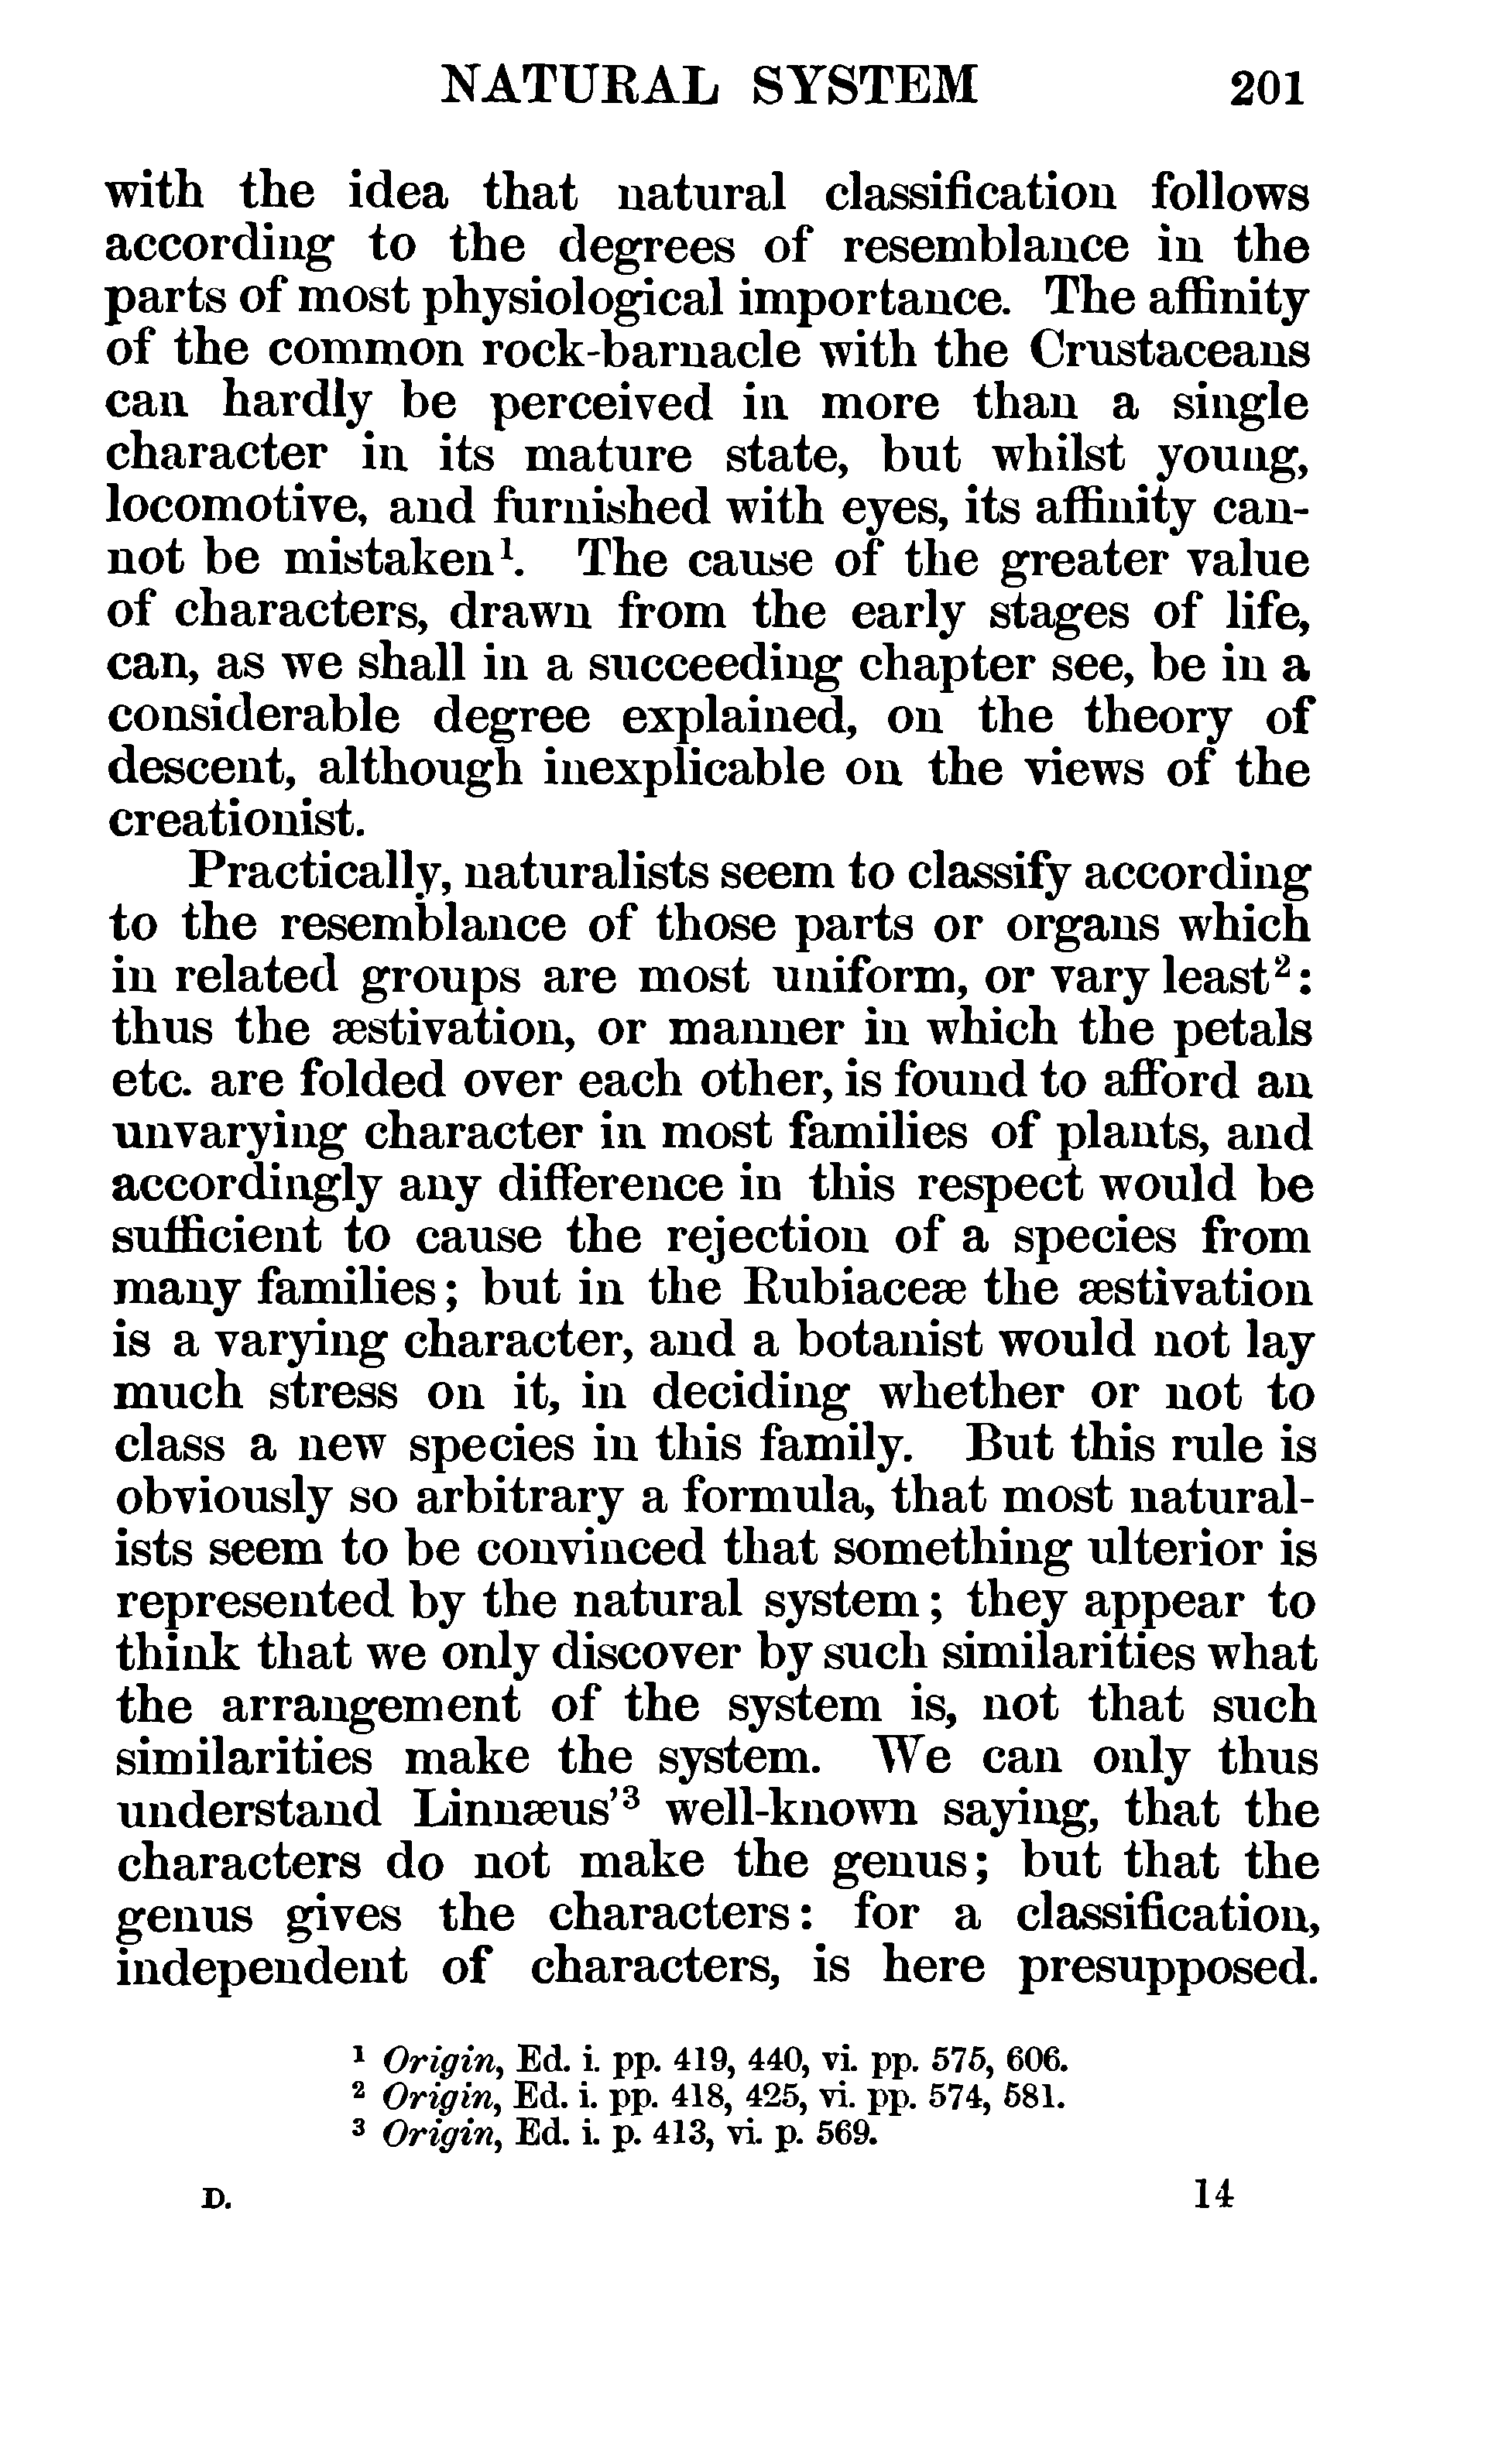 NATURAL SYSTEM 201
with the idea that natural classification follows
according to the degrees of resemblance in the
parts of most physiological importance. The affinity
of the common rock-barnacle with the Crustaceans
can hardly be perceived in more than a single
character in its mature state, but whilst young,
locomotive, and furnished with eyes, its affinity can-
not be mistaken¹. The cause of the greater value
of characters, drawn from the early stages of life,
can, as we shall in a succeeding chapter see, be in a
considerable degree explained, on the theory of
descent, although inexplicable on the views of the
creationist.
Practically, naturalists seem to classify according
to the resemblance of those parts or organs which
in related groups are most uniform, or vary least²:
thus the æstivation, or manner in which the petals
etc. are folded over each other, is found to afford an
unvarying character in most families of plants, and
accordingly any difference in this respect would be
sufficient to cause the rejection of a species from
many families; but in the Rubiaceæ the æstivation
is a varying character, and a botanist would not lay
much stress on it, in deciding whether or not to
class a new species in this family. But this rule is
obviously so arbitrary a formula, that most natural-
ists seem to be convinced that something ulterior is
represented by the natural system; they appear to
think that we only discover by such similarities what
the arrangement of the system is, not that such
similarities make the system. We can only thus
understand Linnæus'³ well-known saying, that the
characters do not make the genus; but that the
genus gives the characters: for a classification,
independent of characters, is here presupposed.
¹ Origin, Ed. i. pp. 419, 440, vi. pp. 575, 606.
² Origin, Ed. i. pp. 418, 425, vi. pp. 574, 581.
³ Origin, Ed. i. p. 413, vi. p. 569.
D. 14